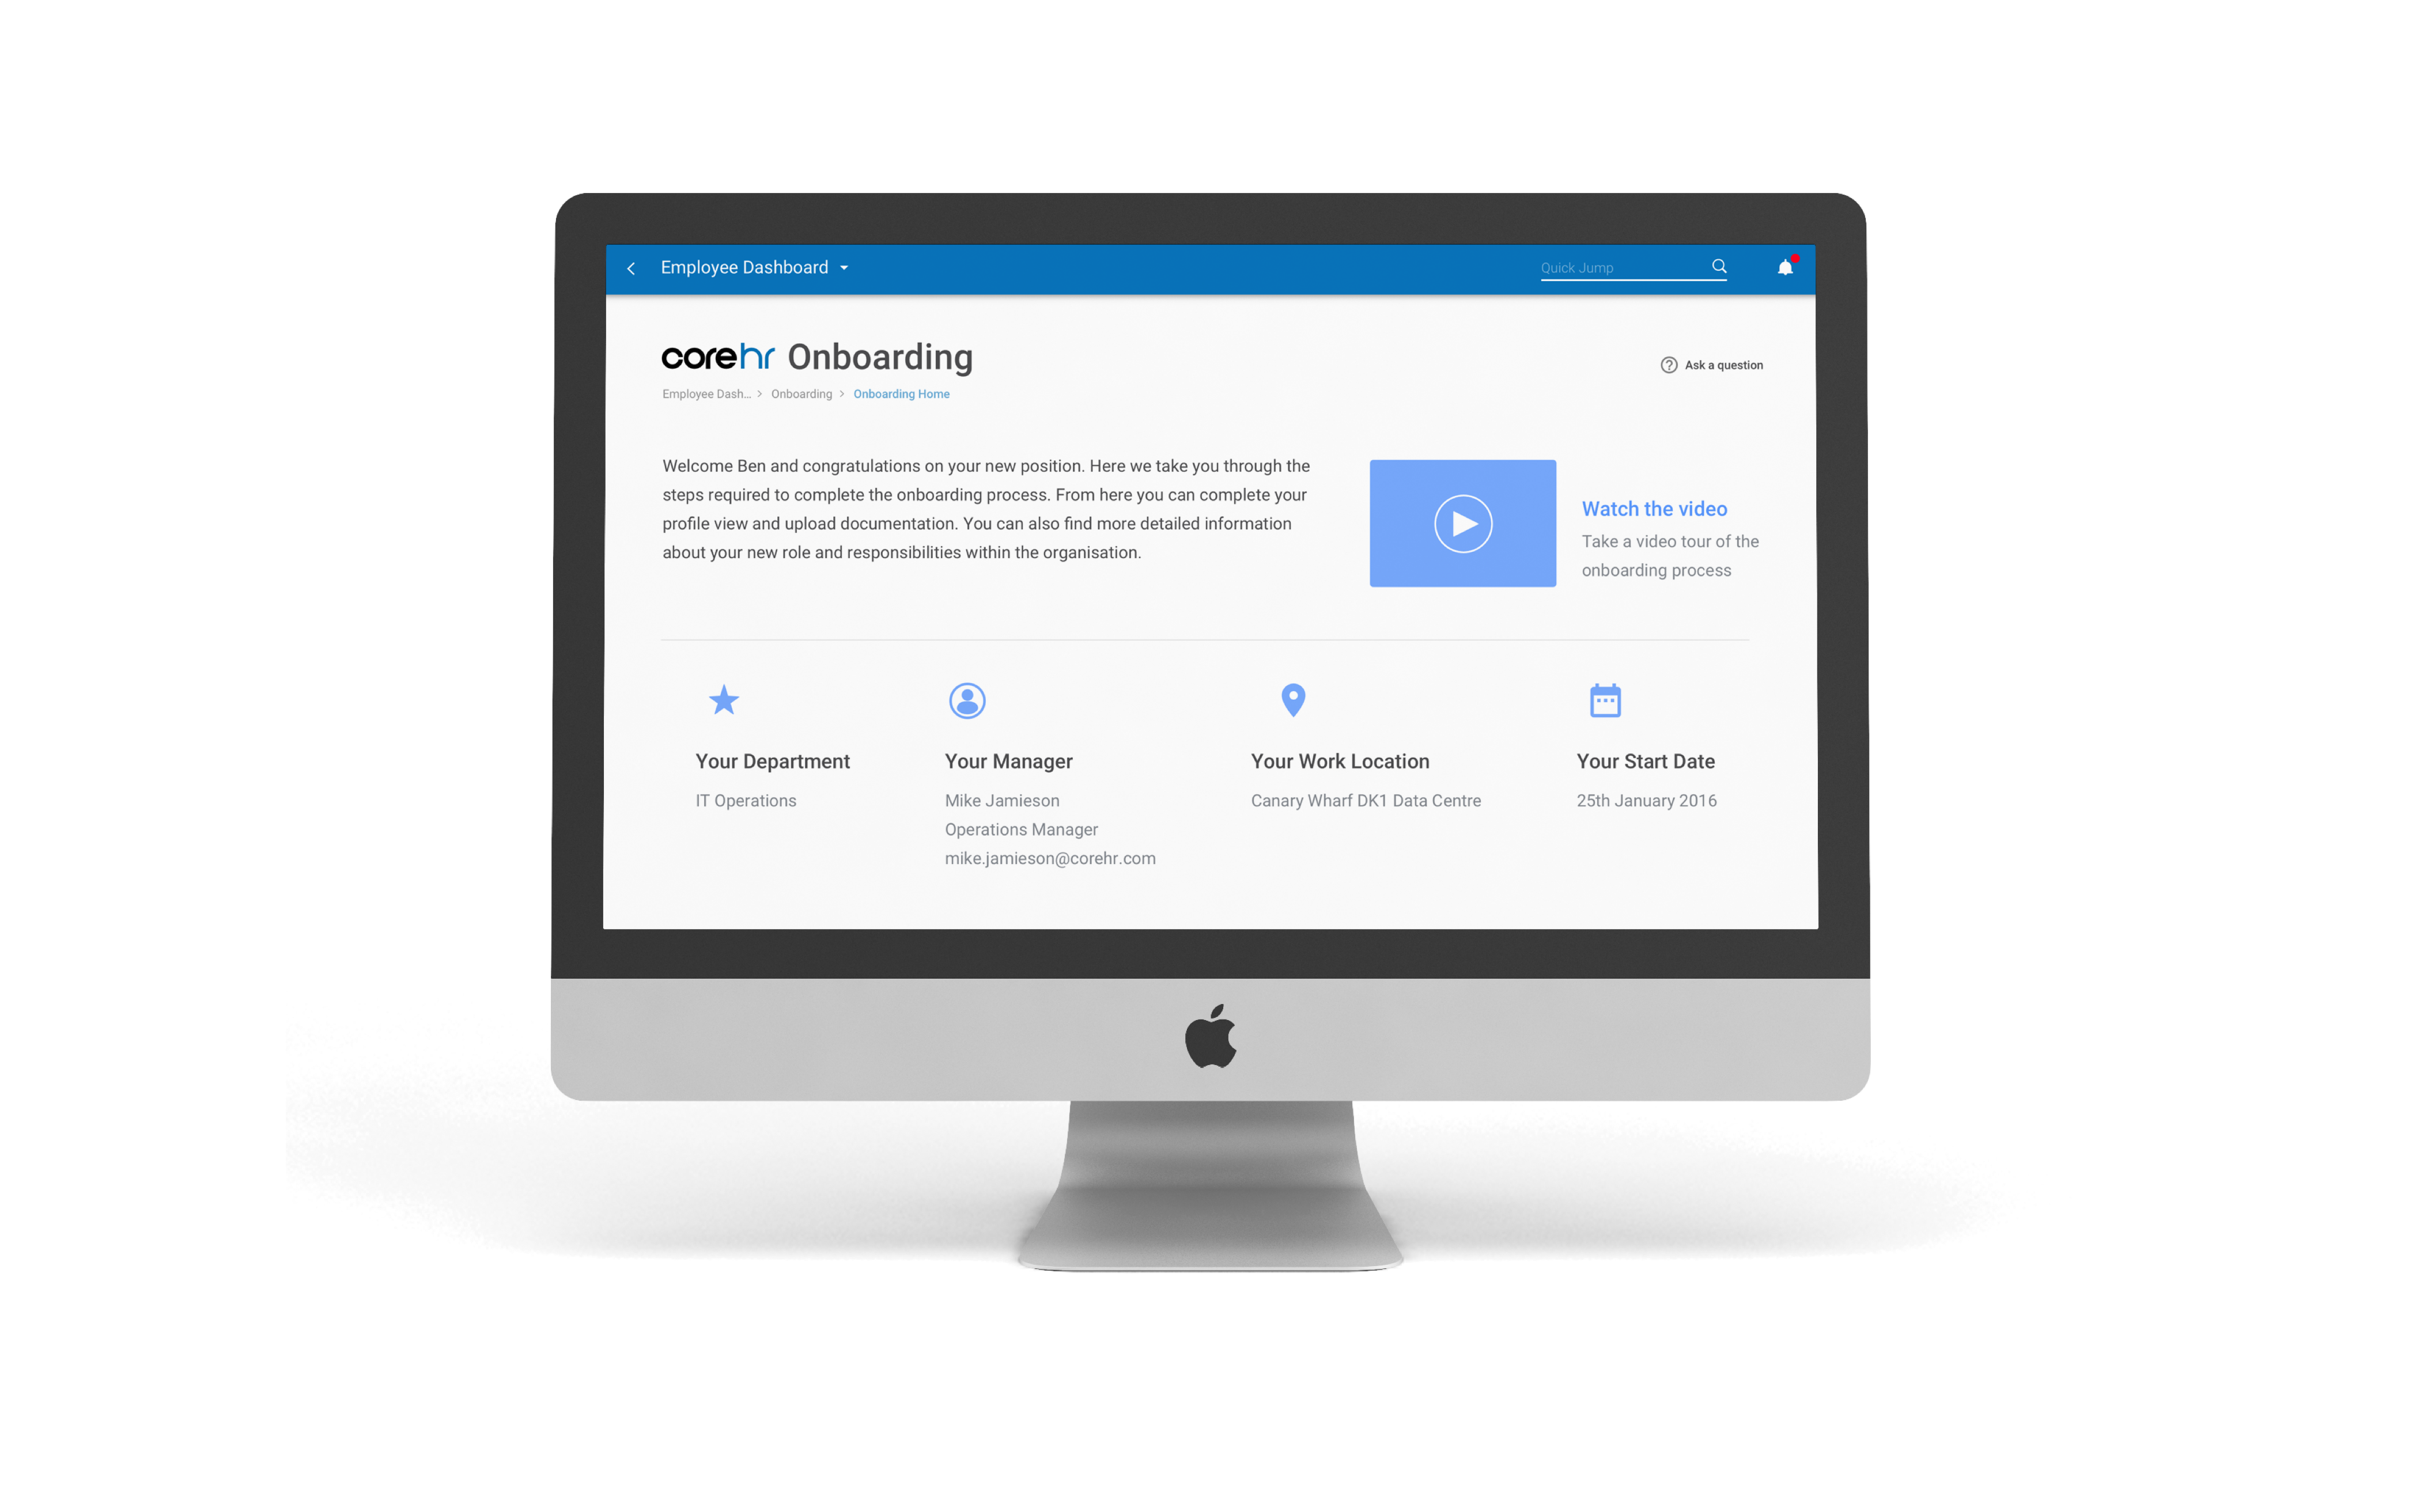 Employee Dashboard
Quick Jump
corehr Onboarding
Ask a question
Employee Dash... > Onboarding > Onboarding Home
Welcome Ben and congratulations on your new position. Here we take you through the
steps required to complete the onboarding process. From here you can complete your
profile view and upload documentation. You can also find more detailed information
about your new role and responsibilities within the organisation.
Watch the video
Take a video tour of the
onboarding process
Your Department
IT Operations
Your Manager
Mike Jamieson
Operations Manager
mike.jamieson@corehr.com
Your Work Location
Canary Wharf DK1 Data Centre
Your Start Date
25th January 2016